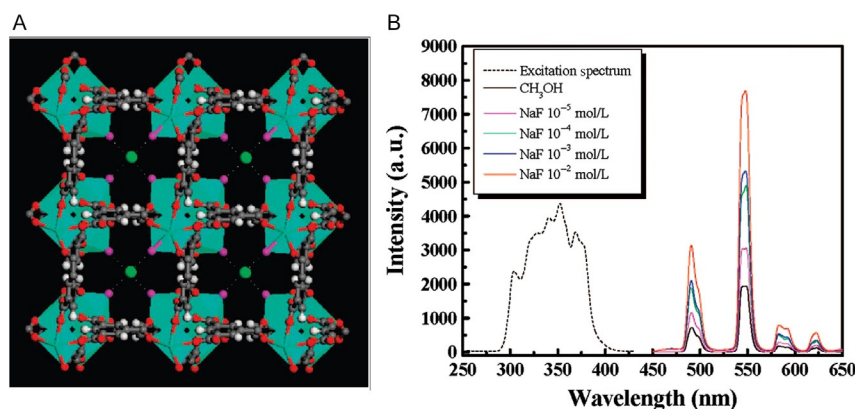 A
B
9000
8000
7000
6000
5000
4000
3000
2000
1000
0
Intensity (a.u.)
Excitation spectrum
CH₃OH
NaF 10⁻⁵ mol/L
NaF 10⁻⁴ mol/L
NaF 10⁻³ mol/L
NaF 10⁻² mol/L
250 300 350 400 450 500 550 600 650
Wavelength (nm)